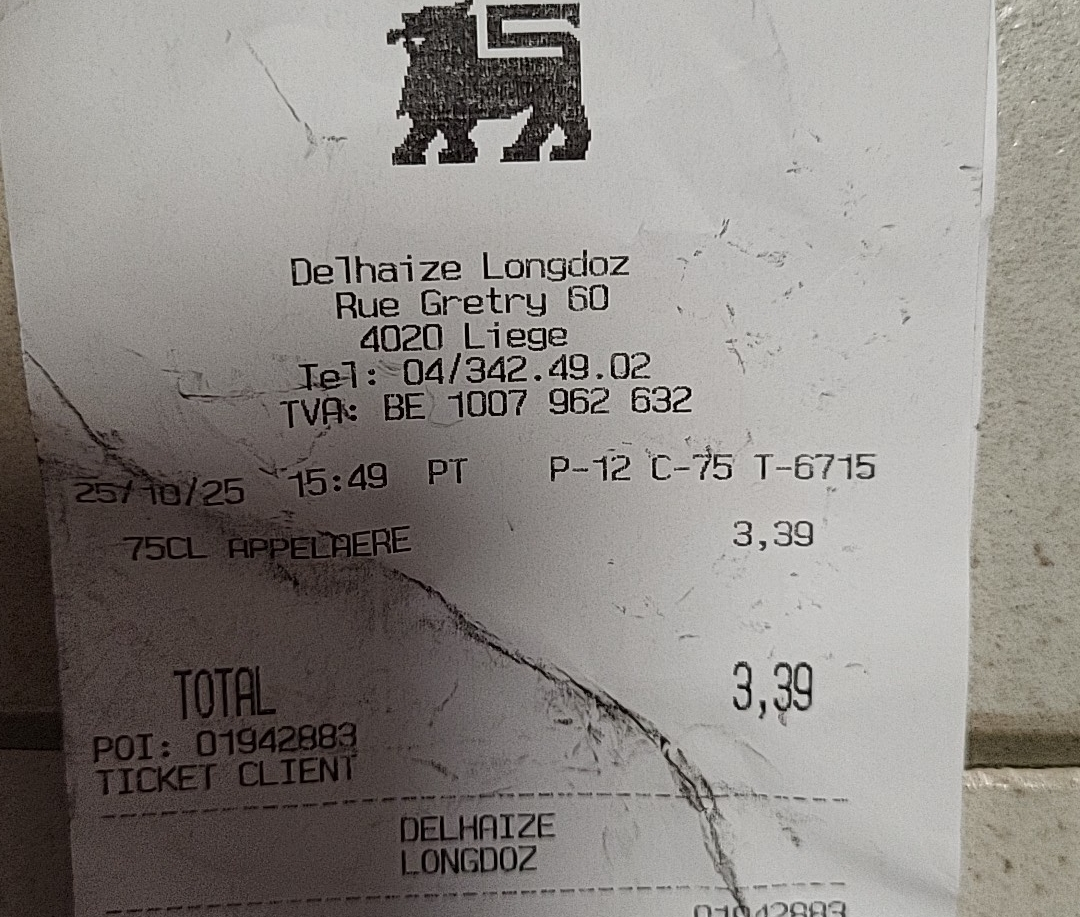 Delhaize Longdoz
Rue Gretry 60
4020 Liege
Tel: 04/342.49.02
TVA: BE 1007 962 632
25/10/25 15:49 PT P-12 C-75 T-6715
75CL APPELAERE 3,39
TOTAL 3,39
POI: 01942883
TICKET CLIENT
DELHAIZE
LONGDOZ
01942883